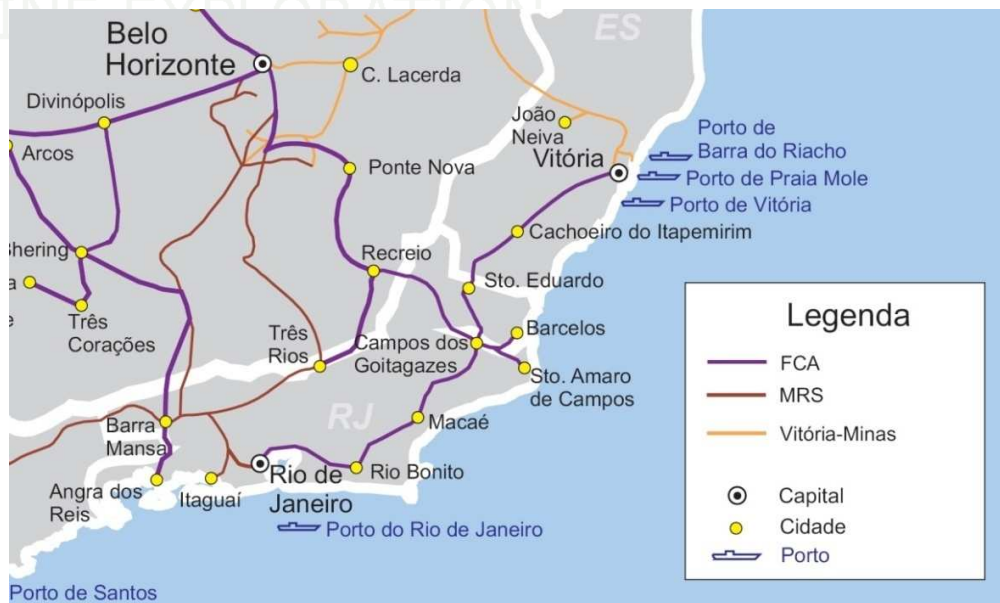 Belo
Horizonte
ES
C. Lacerda
Divinópolis
João
Neiva
Porto de
Barra do Riacho
Arcos
Vitória
Ponte Nova
Porto de Praia Mole
Porto de Vitória
Cachoeiro do Itapemirim
Recreio
Sto. Eduardo
Três
Corações
Três
Rios
Campos dos
Goitagazes
Barcelos
Sto. Amaro
de Campos
RJ
Macaé
Barra
Mansa
Rio Bonito
Rio de
Janeiro
Angra dos
Reis
Itaguaí
Porto do Rio de Janeiro
Porto de Santos
Legenda
FCA
MRS
Vitória-Minas
Capital
Cidade
Porto